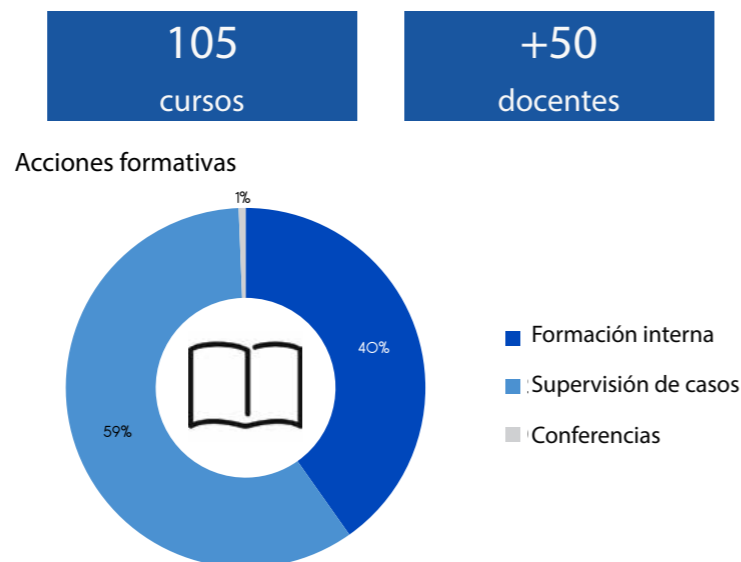 105
cursos
+50
docentes
Acciones formativas
1%
40%
59%
Formación interna
Supervisión de casos
Conferencias